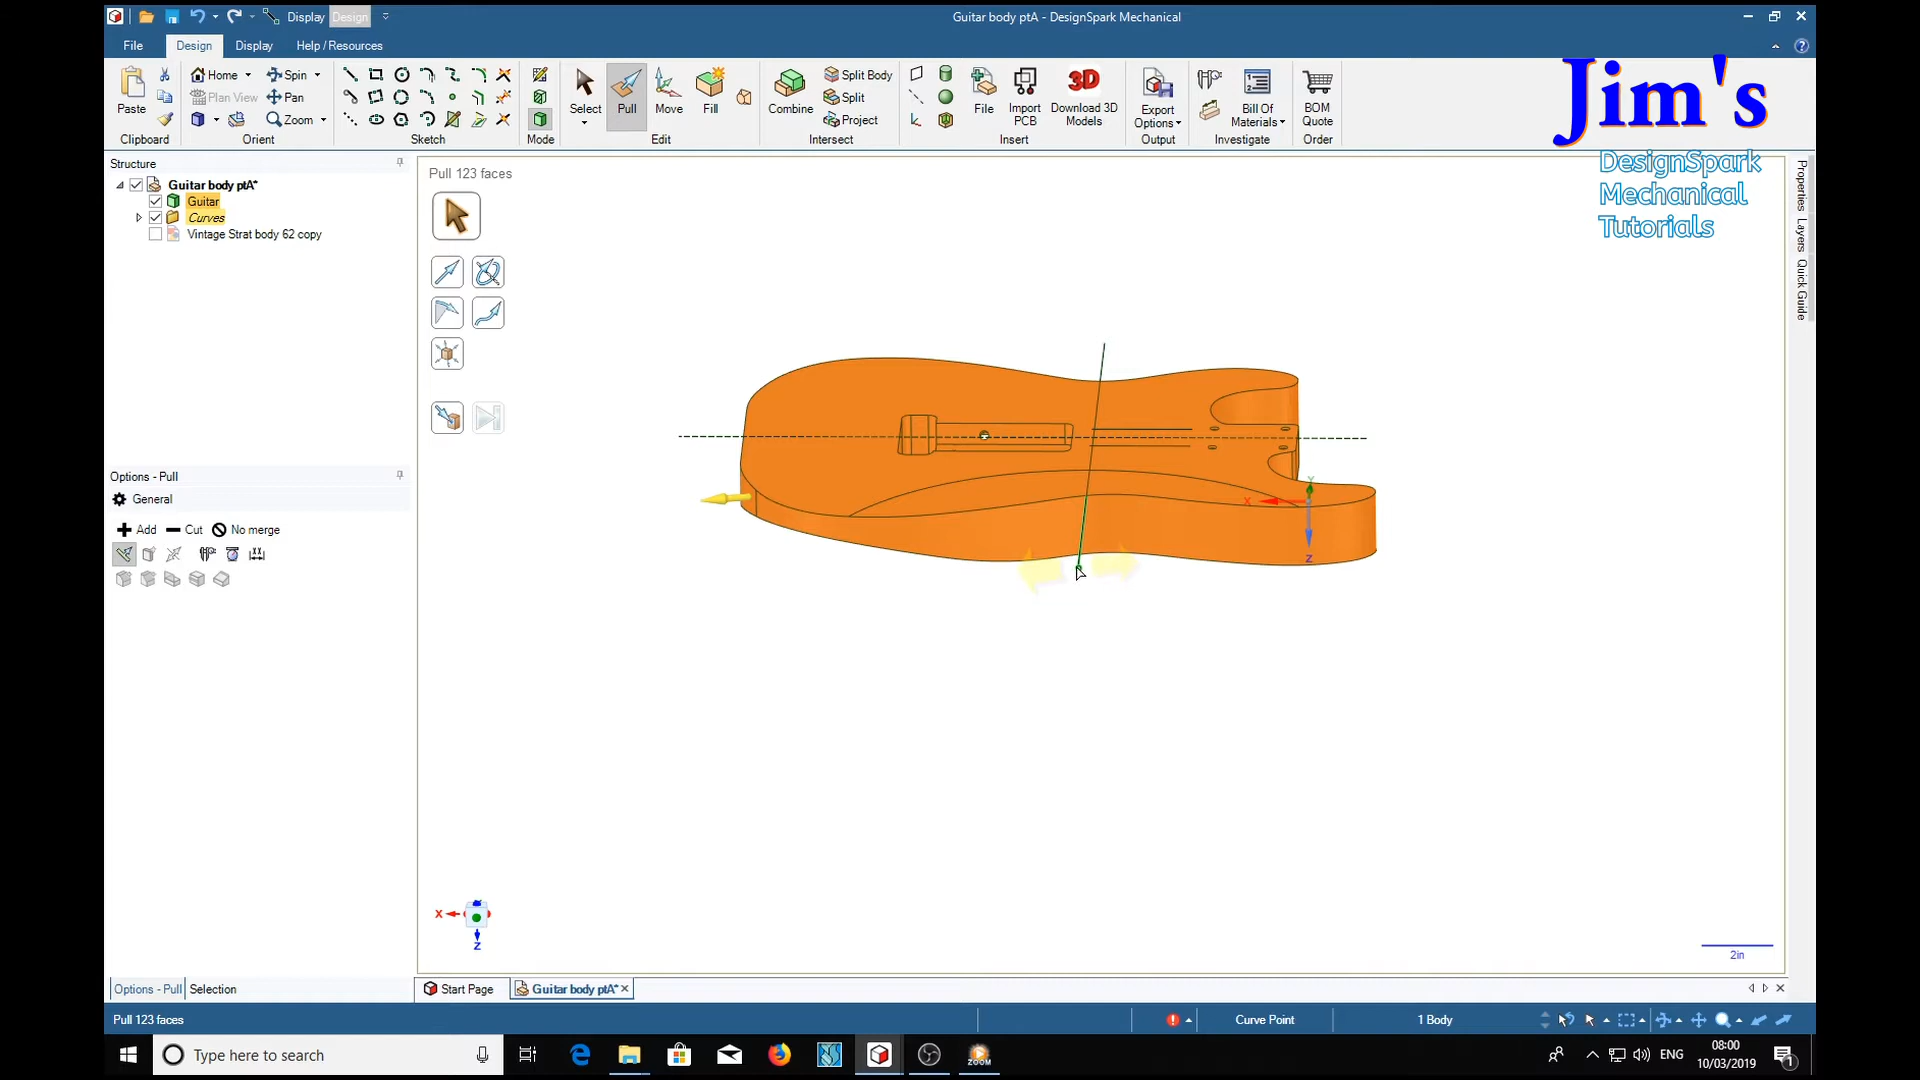 Display Design
Guitar body ptA - DesignSpark Mechanical
File Design Display Help / Resources
Jim's
DesignSpark
Mechanical
Tutorials
Paste
Clipboard
Home
Plan View
Spin
Pan
Zoom
Orient
Sketch
Mode
Select
Pull
Move
Fill
Edit
Combine
Split Body
Split
Project
Intersect
File
Import
PCB
Download 3D
Models
Insert
3D
Export
Options
Output
Bill Of
Materials
Investigate
BOM
Quote
Order
Structure
Guitar body ptA*
Guitar
Curves
Vintage Strat body 62 copy
Pull 123 faces
Properties
Layers
Quick Guide
Options - Pull
General
Add Cut No merge
X
Y
Z
X
Z
2in
Options - Pull Selection
Start Page
Guitar body ptA*
Pull 123 faces
Curve Point
1 Body
Type here to search
ZOOM
ENG
08:00
10/03/2019
1